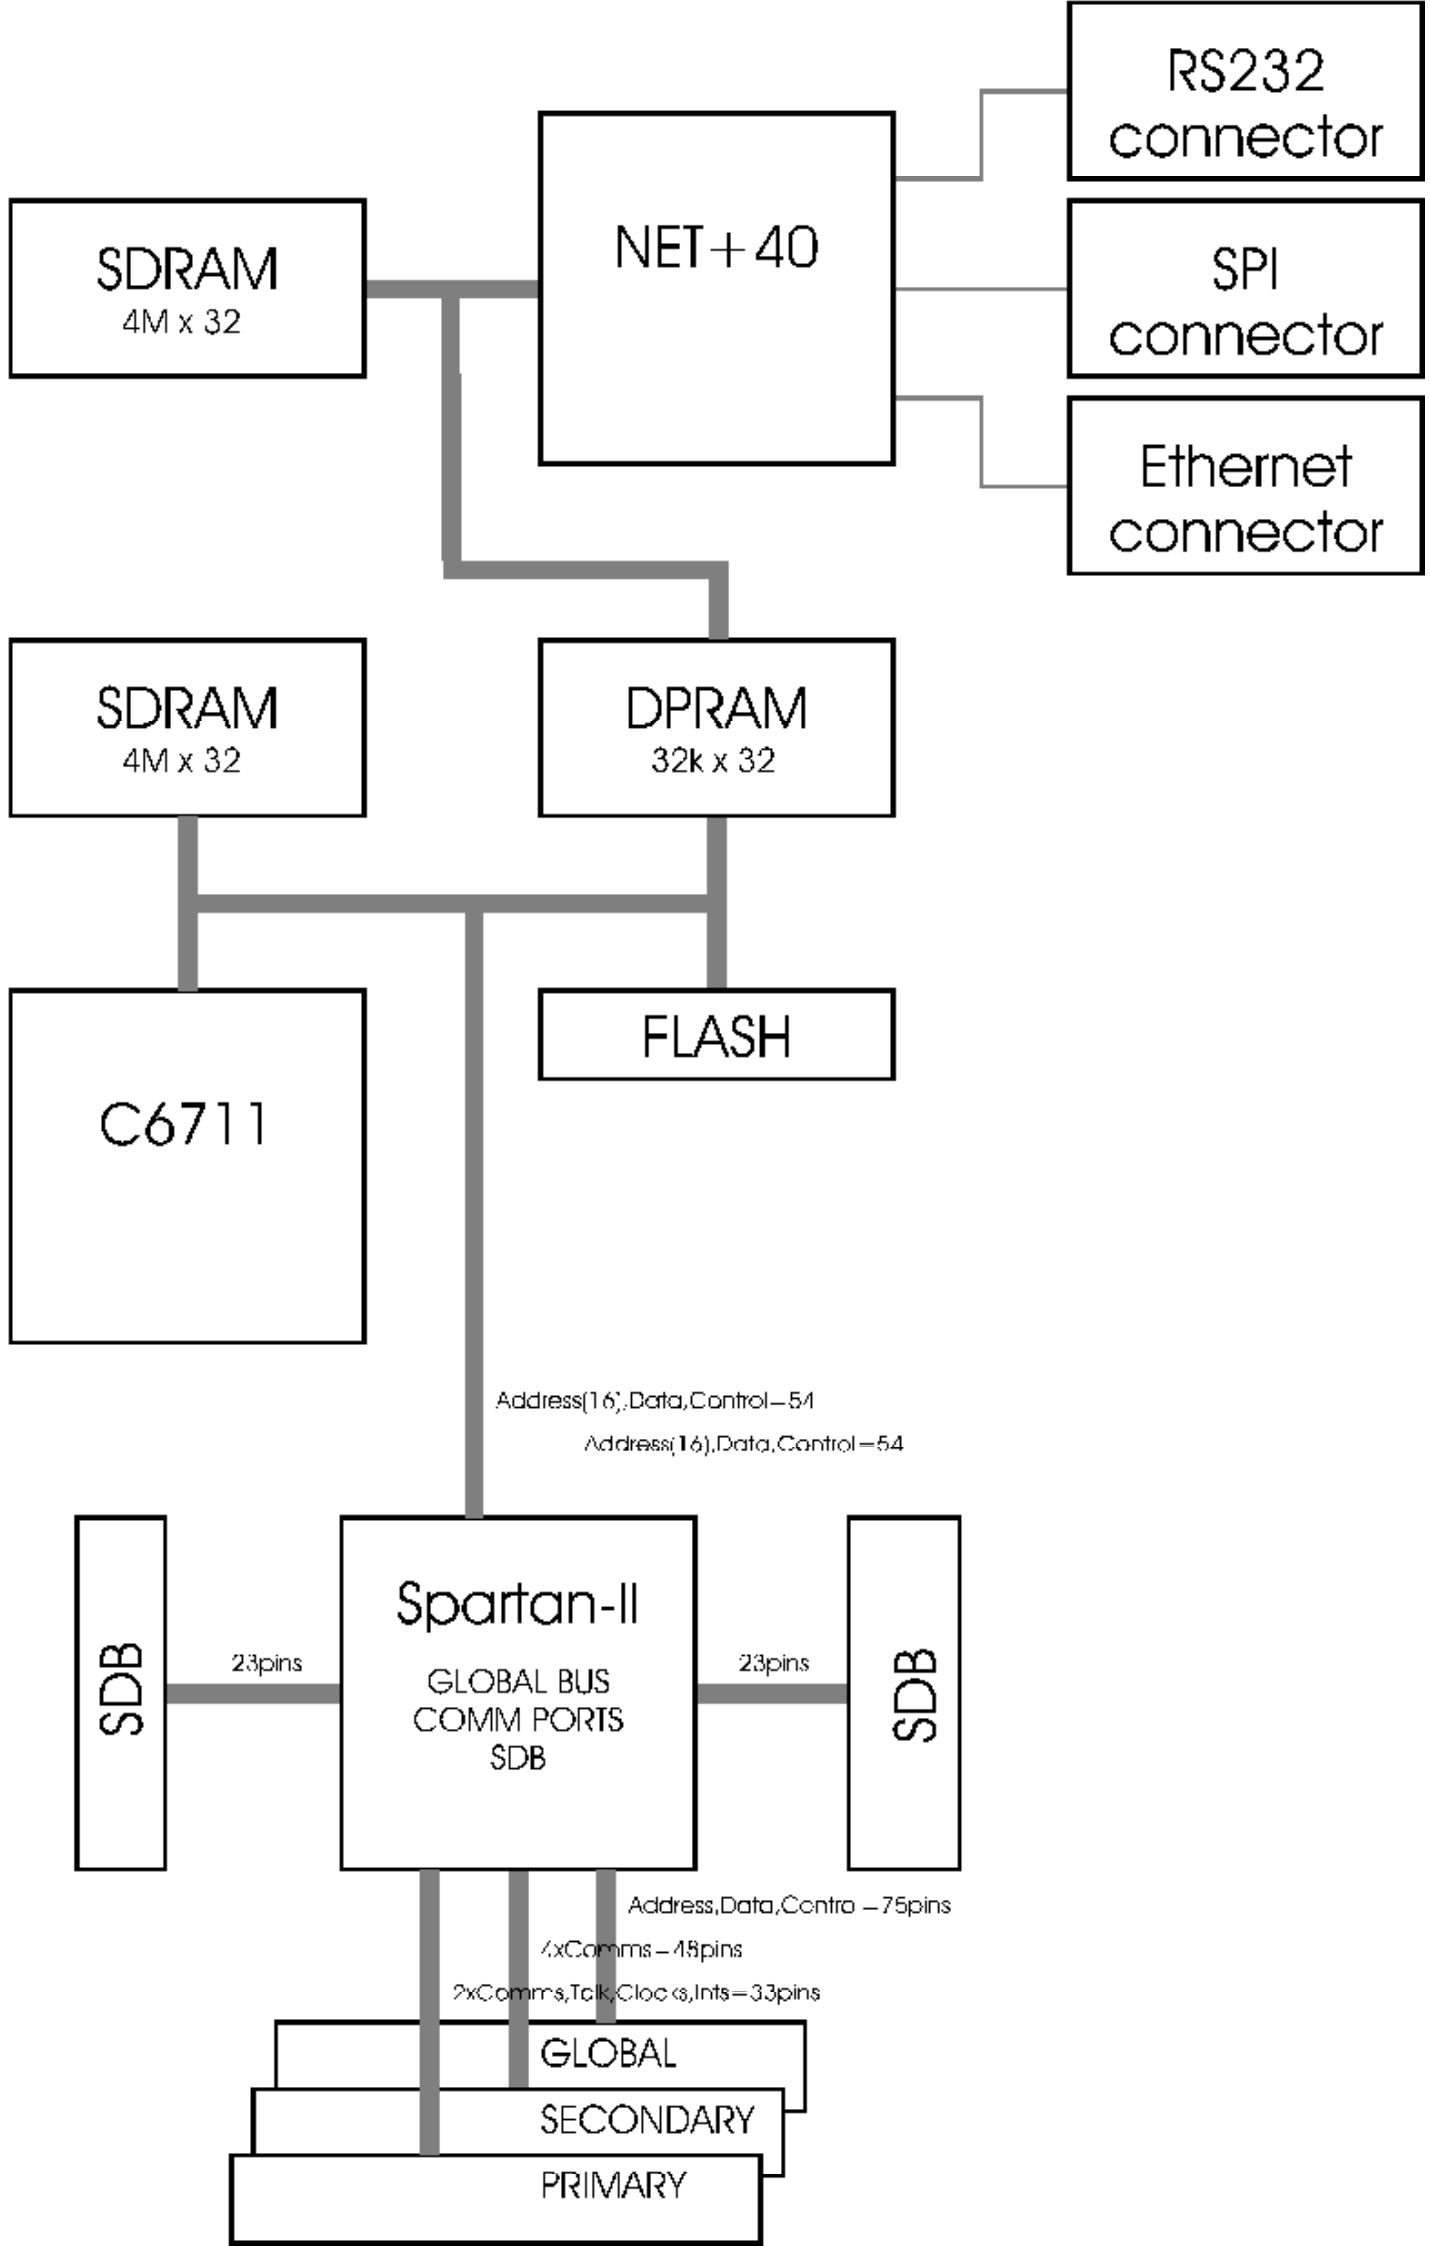 RS232
connector
NET+40
SDRAM
4M x 32
SPI
connector
Ethernet
connector
SDRAM
4M x 32
DPRAM
32k x 32
FLASH
C6711
Address(16),Data,Control=54
Address(16),Data,Control=54
Spartan-II
GLOBAL BUS
COMM PORTS
SDB
SDB
23pins
23pins
SDB
Address,Data,Contro =75pins
4xComms=48pins
2xComms,Talk,Clocks,Ints=33pins
GLOBAL
SECONDARY
PRIMARY